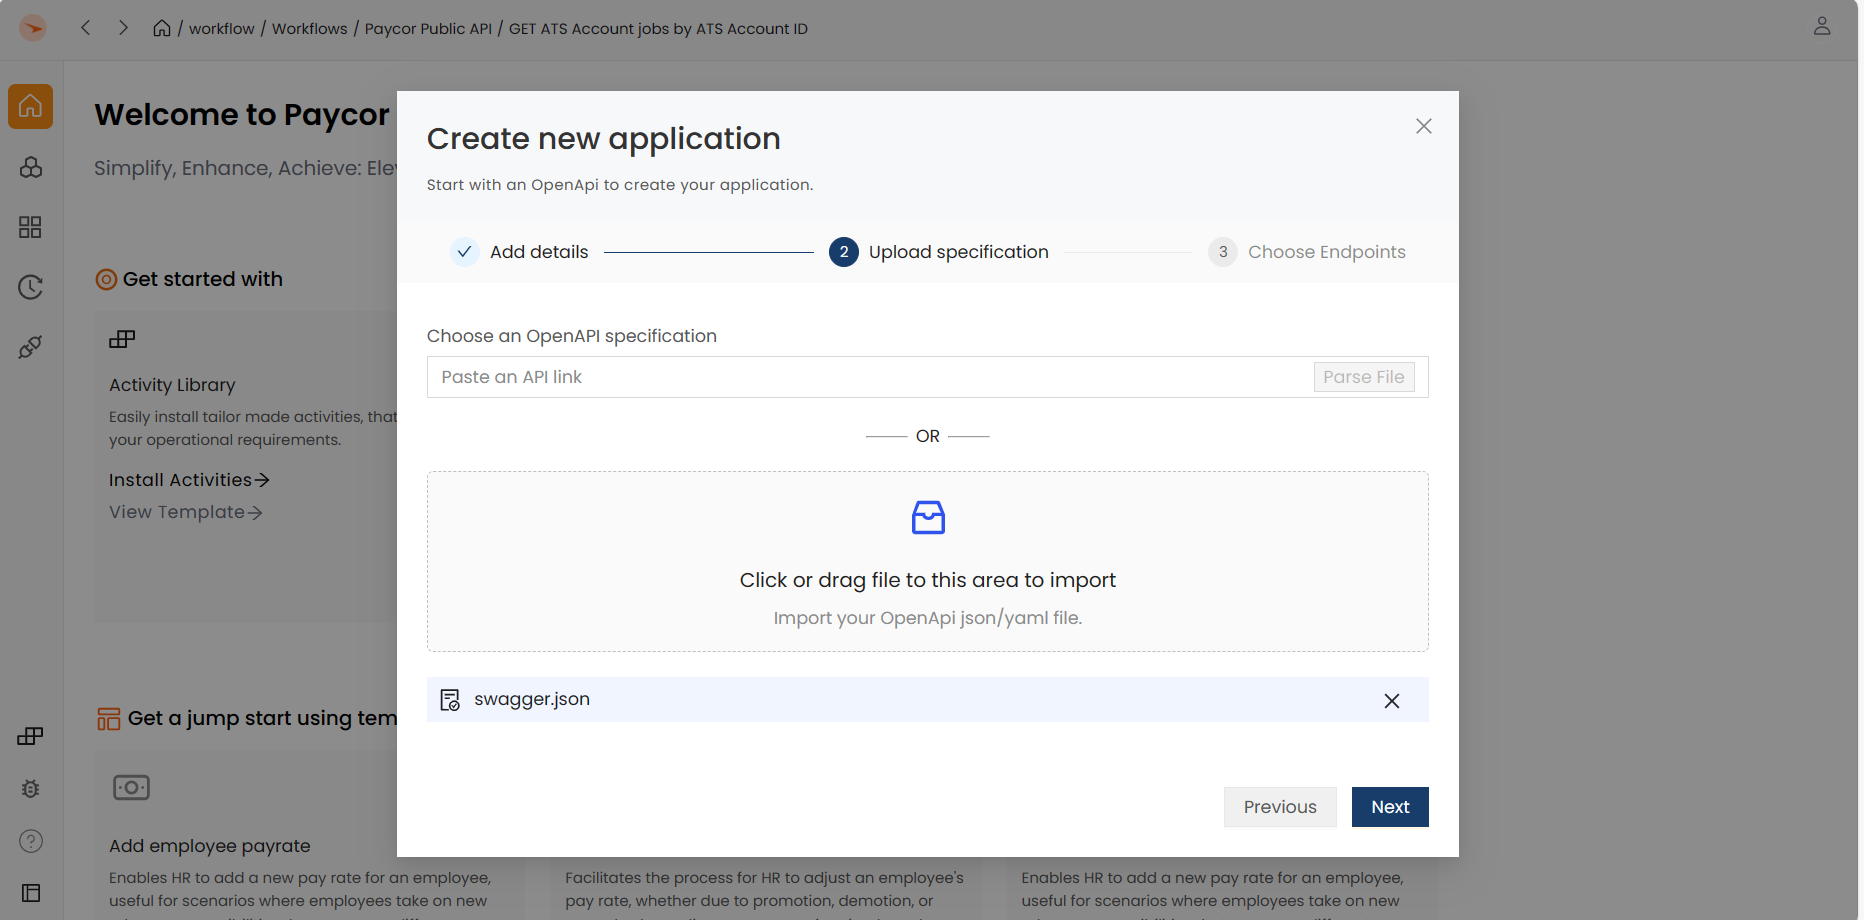 / workflow / Workflows / Paycor Public API / GET ATS Account jobs by ATS Account ID
Welcome to Paycor
Simplify, Enhance, Achieve:
Get started with
Activity Library
Easily install tailor made activities, that
your operational requirements.
Install Activities
View Template
Get a jump start using
Add employee payrate
Enables HR to add a new pay rate for an employee,
useful for scenarios where employees take on new
Facilitates the process for HR to adjust an employee's
pay rate, whether due to promotion, demotion, or
Enables HR to add a new pay rate for an employee,
useful for scenarios where employees take on new
Create new application
Start with an OpenApi to create your application.
Add details
2 Upload specification
3 Choose Endpoints
Choose an OpenAPI specification
Paste an API link
Parse File
OR
Click or drag file to this area to import
Import your OpenApi json/yaml file.
swagger.json
Previous
Next